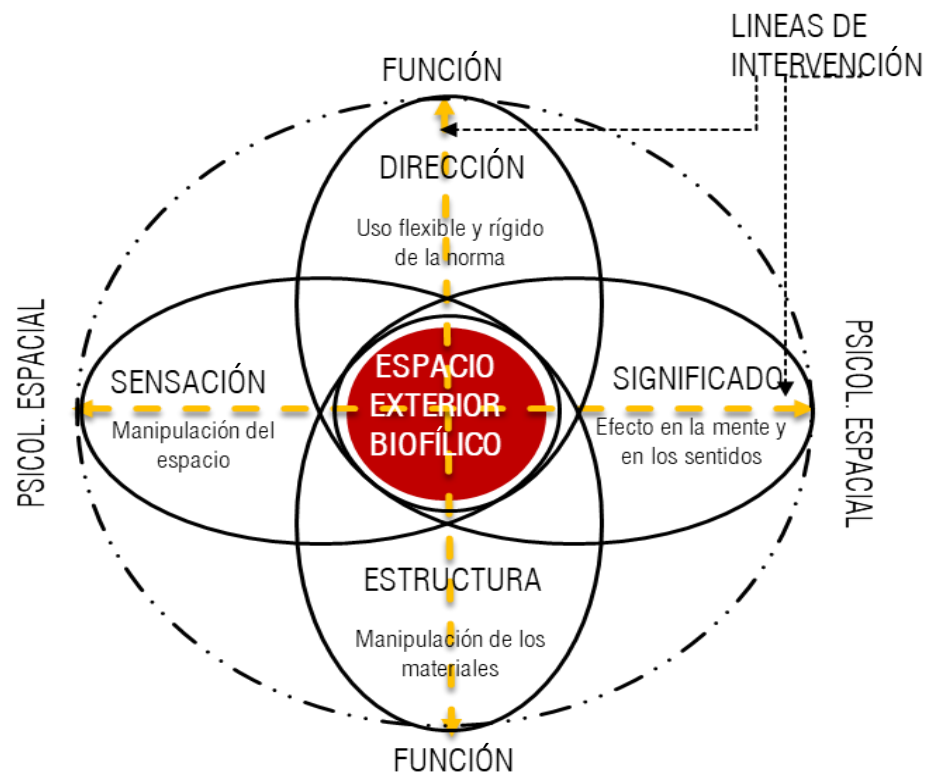 LINEAS DE
INTERVENCIÓN
FUNCIÓN
DIRECCIÓN
Uso flexible y rígido
de la norma
PSICOL. ESPACIAL
SENSACIÓN
Manipulación del
espacio
ESPACIO
EXTERIOR
BIOFÍLICO
SIGNIFICADO
Efecto en la mente y
en los sentidos
PSICOL. ESPACIAL
ESTRUCTURA
Manipulación de los
materiales
FUNCIÓN